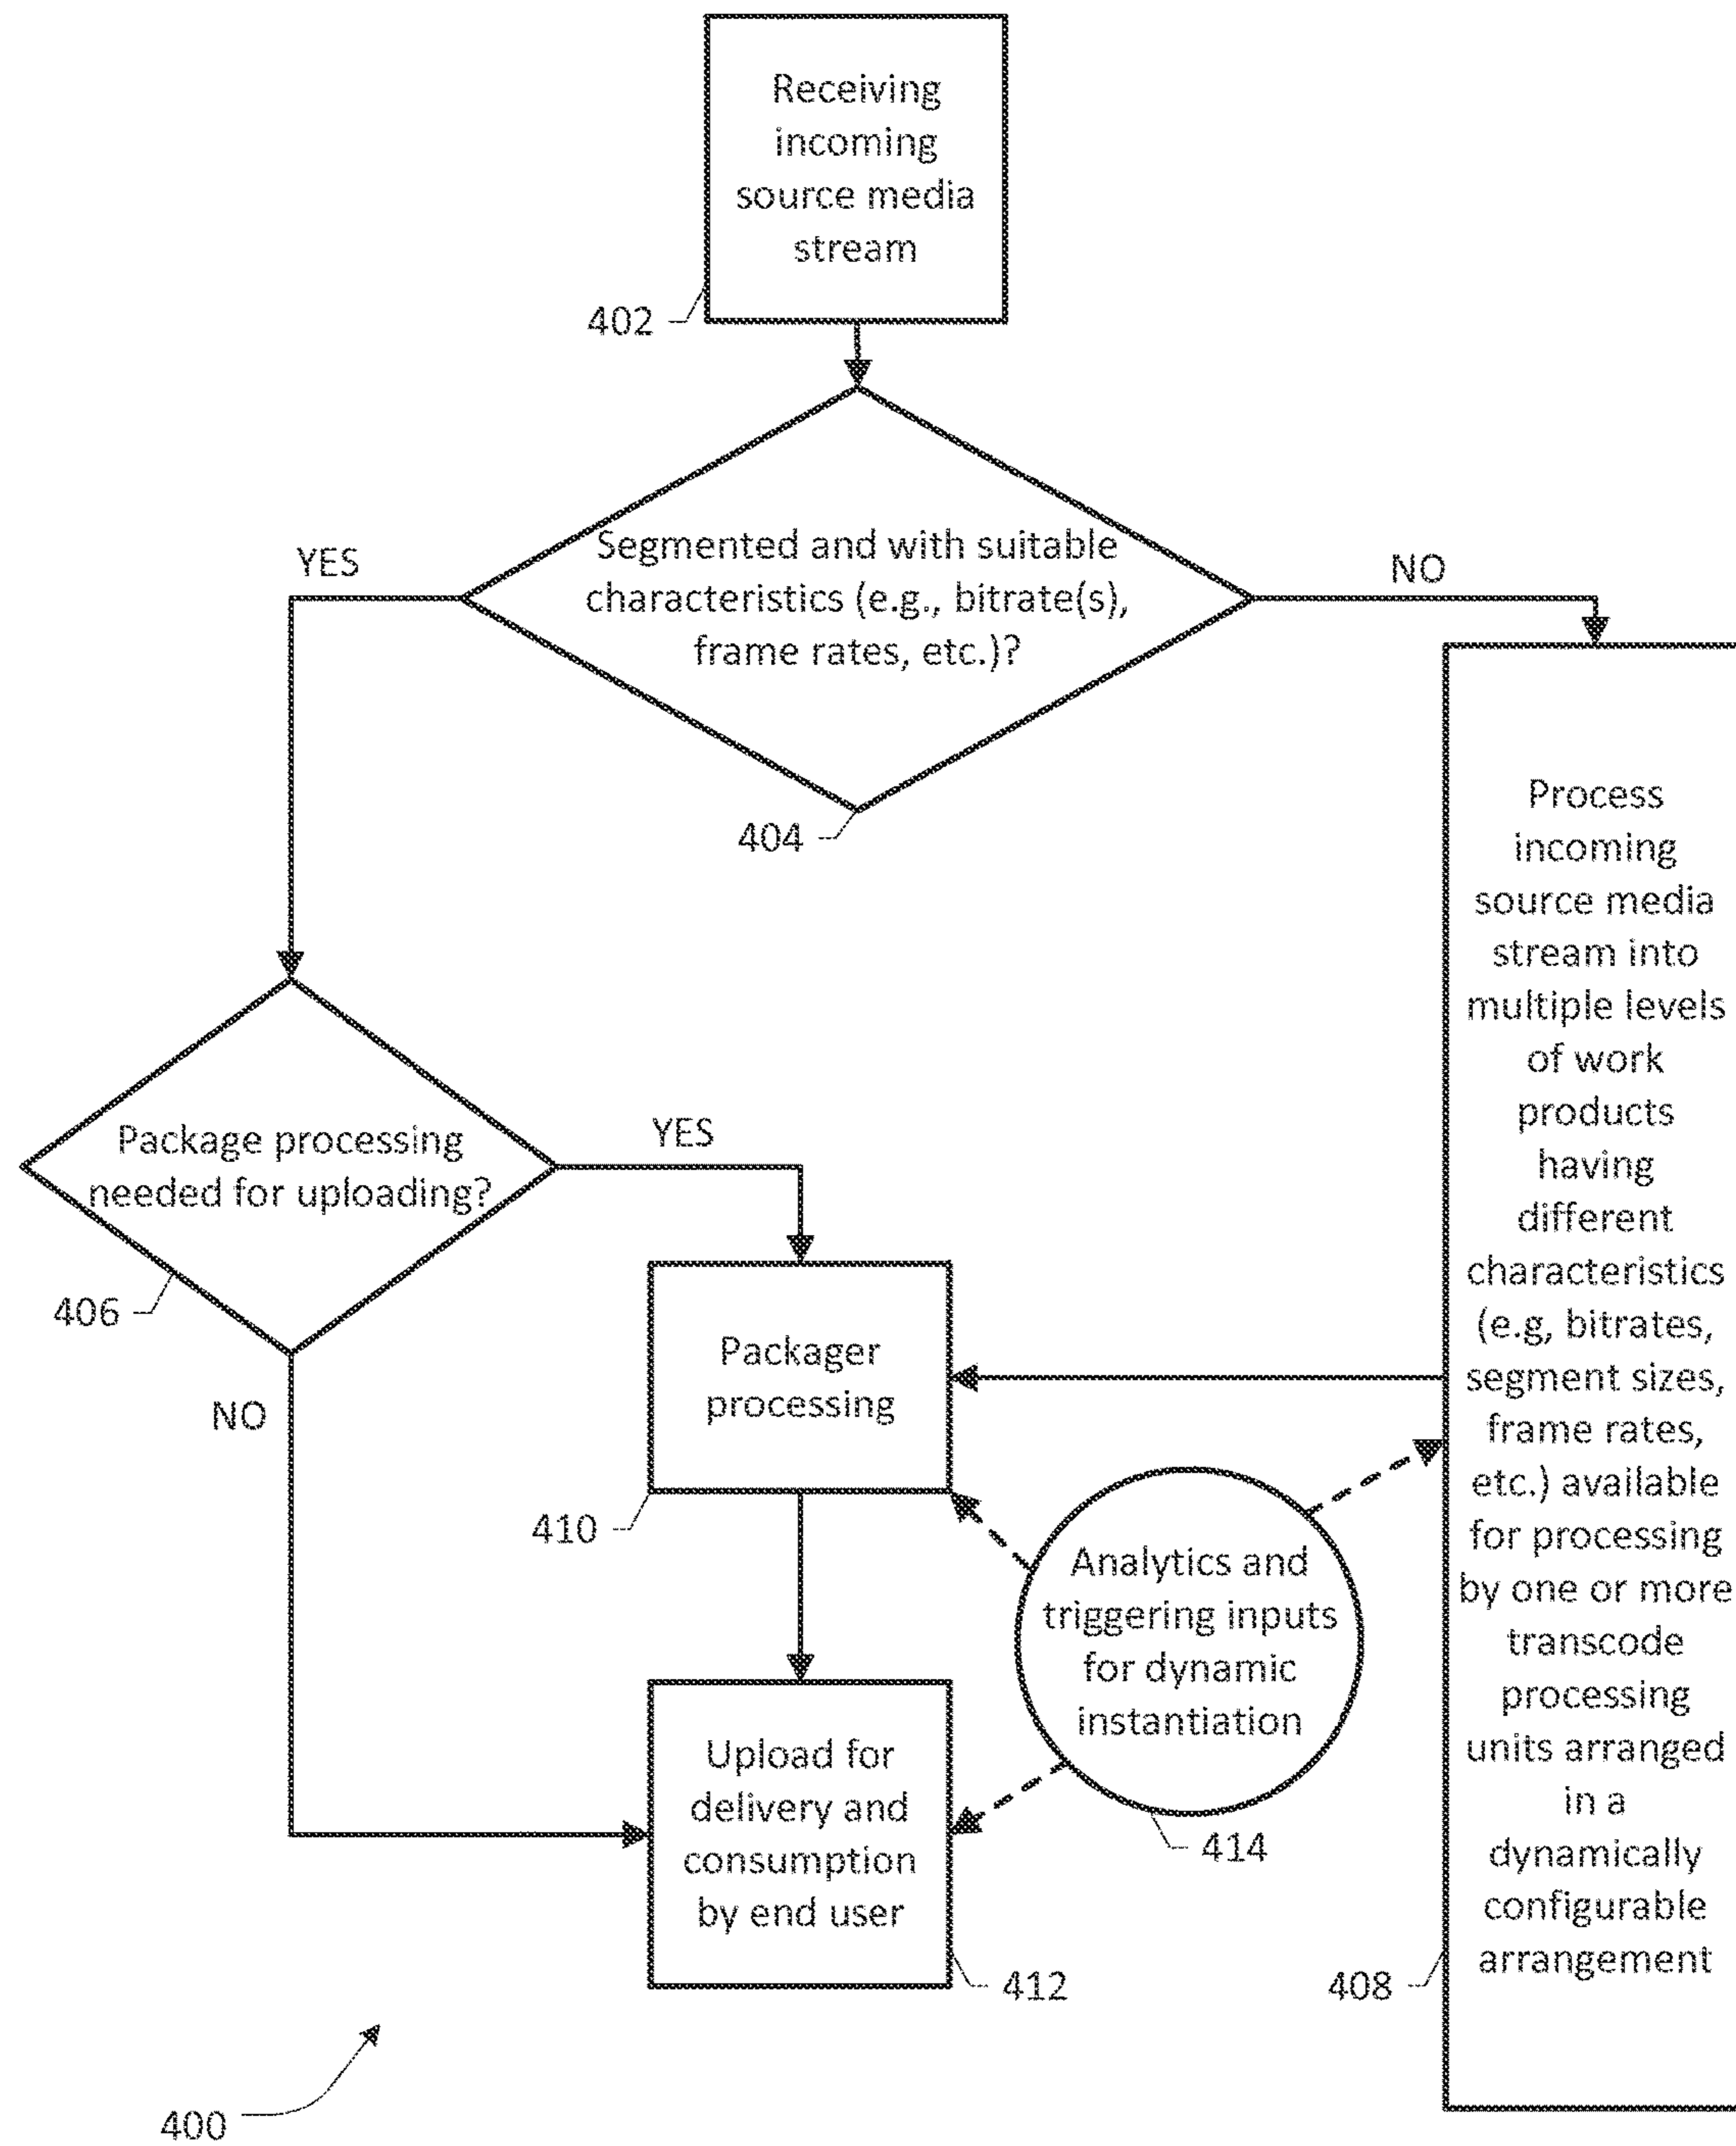 Receiving
incoming
source media
stream
402
Segmented and with suitable
characteristics (e.g., bitrate(s),
frame rates, etc.)?
YES
NO
404
Process
incoming
source media
stream into
multiple levels
of work
products
having
different
characteristics
(e.g, bitrates,
segment sizes,
frame rates,
etc.) available
for processing
by one or more
transcode
processing
units arranged
in a
dynamically
configurable
arrangement
408
Package processing
needed for uploading?
YES
406
NO
Packager
processing
410
Analytics and
triggering inputs
for dynamic
instantiation
414
Upload for
delivery and
consumption
by end user
412
400